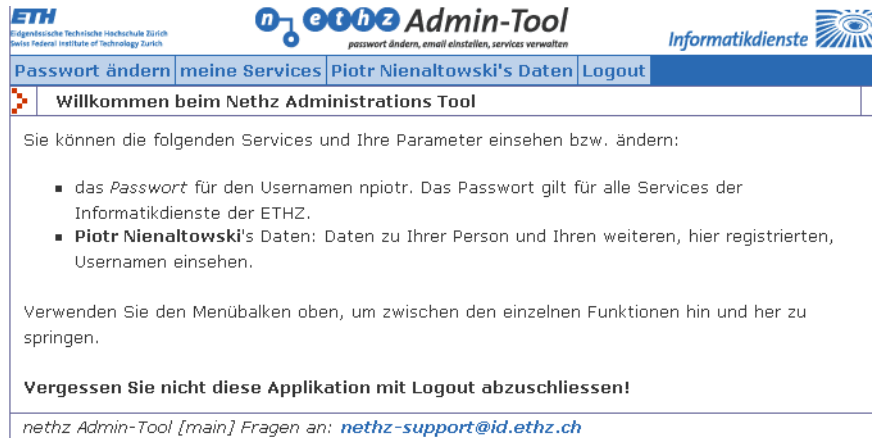 ETH
Eidgenössische Technische Hochschule Zürich
Swiss Federal Institute of Technology Zurich
n ethz Admin-Tool
passwort ändern, email einstellen, services verwalten
Informatikdienste
Passwort ändern meine Services Piotr Nienaltowski's Daten Logout
Willkommen beim Nethz Administrations Tool
Sie können die folgenden Services und Ihre Parameter einsehen bzw. ändern:
das Passwort für den Usernamen npiotr. Das Passwort gilt für alle Services der
Informatikdienste der ETHZ.
Piotr Nienaltowski's Daten: Daten zu Ihrer Person und Ihren weiteren, hier registrierten,
Usernamen einsehen.
Verwenden Sie den Menübalken oben, um zwischen den einzelnen Funktionen hin und her zu
springen.
Vergessen Sie nicht diese Applikation mit Logout abzuschliessen!
nethz Admin-Tool [main] Fragen an: nethz-support@id.ethz.ch